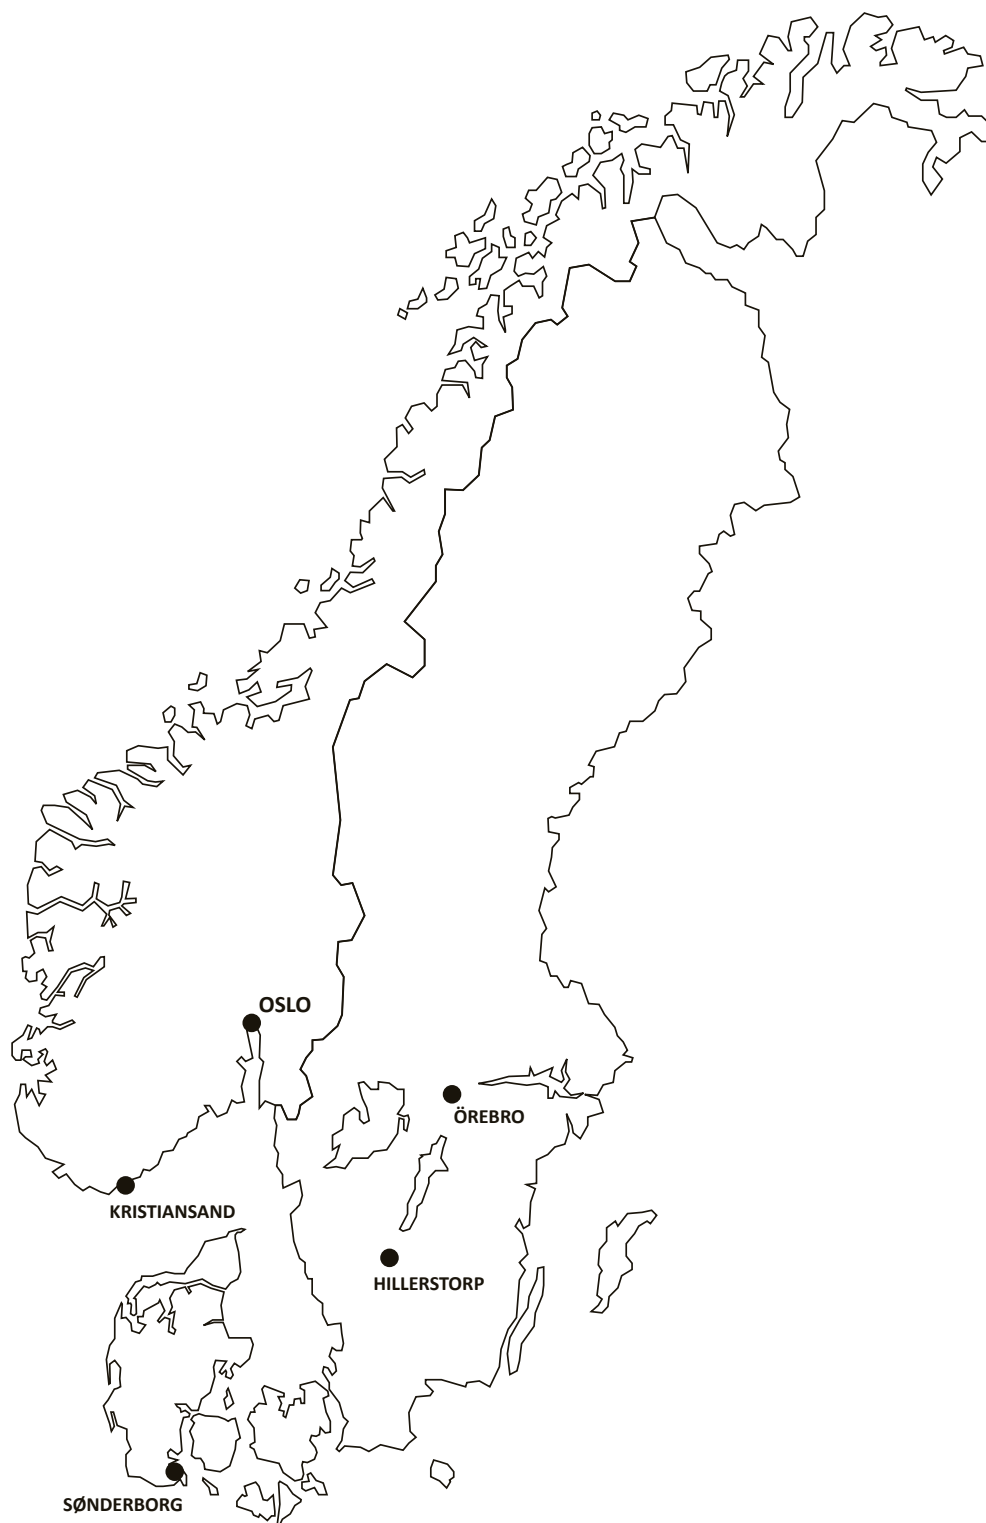 OSLO
ÖREBRO
KRISTIANSAND
HILLERSTORP
SØNDERBORG